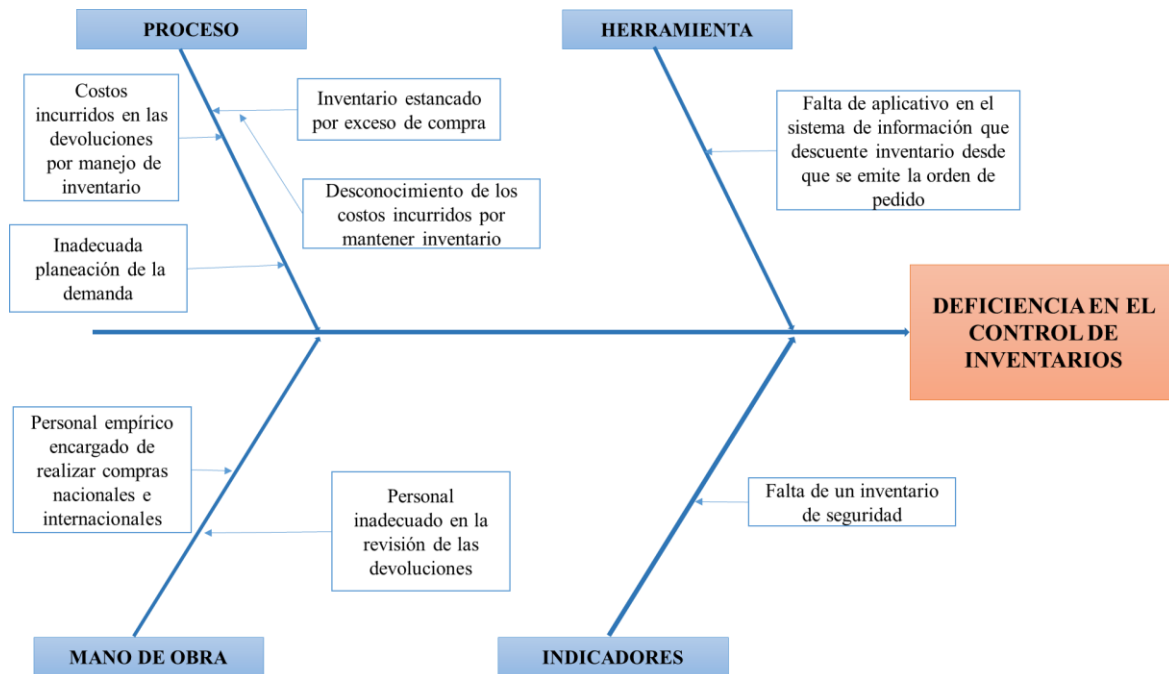 PROCESO
HERRAMIENTA
Costos
incurridos en las
devoluciones
por manejo de
inventario
Inventario estancado
por exceso de compra
Falta de aplicativo en el
sistema de información que
descuente inventario desde
que se emite la orden de
pedido
Desconocimiento de los
costos incurridos por
mantener inventario
Inadecuada
planeación de la
demanda
DEFICIENCIA EN EL
CONTROL DE
INVENTARIOS
Personal empírico
encargado de
realizar compras
nacionales e
internacionales
Personal
inadecuado en la
revisión de las
devoluciones
Falta de un inventario
de seguridad
MANO DE OBRA
INDICADORES